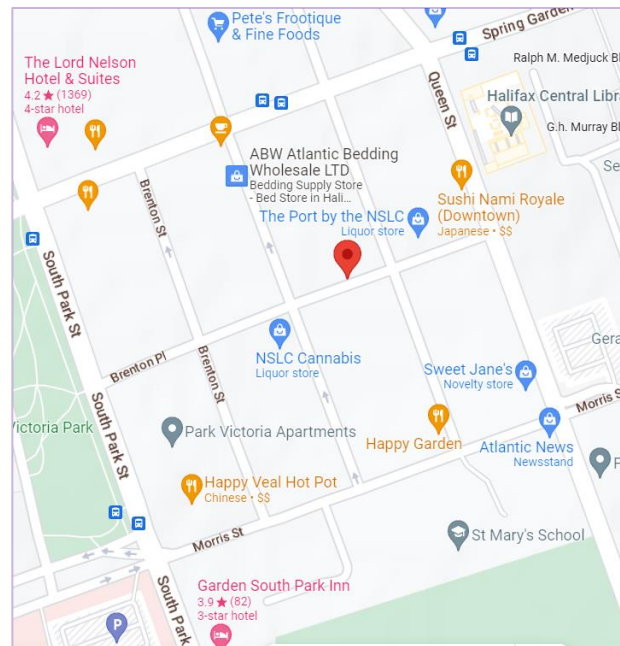 Pete's Frootique
& Fine Foods
Spring Garden
The Lord Nelson
Hotel & Suites
4.2 ★ (1369)
4-star hotel
Ralph M. Medjuck Bl
Queen St
Halifax Central Libra
G.h. Murray Bl
ABW Atlantic Bedding
Wholesale LTD
Bedding Supply Store
- Bed Store in Hali...
Se
Brenton St
Sushi Nami Royale
(Downtown)
Japanese • $$
The Port by the NSLC
Liquor store
South Park St
Brenton Pl
Brenton St
NSLC Cannabis
Liquor store
Gera
Sweet Jane's
Novelty store
Morris S
South Park St
Victoria Park
Park Victoria Apartments
Happy Garden
Atlantic News
Newsstand
P
Happy Veal Hot Pot
Chinese • $$
Morris St
St Mary's School
South Park
Garden South Park Inn
3.9 ★ (82)
3-star hotel
P